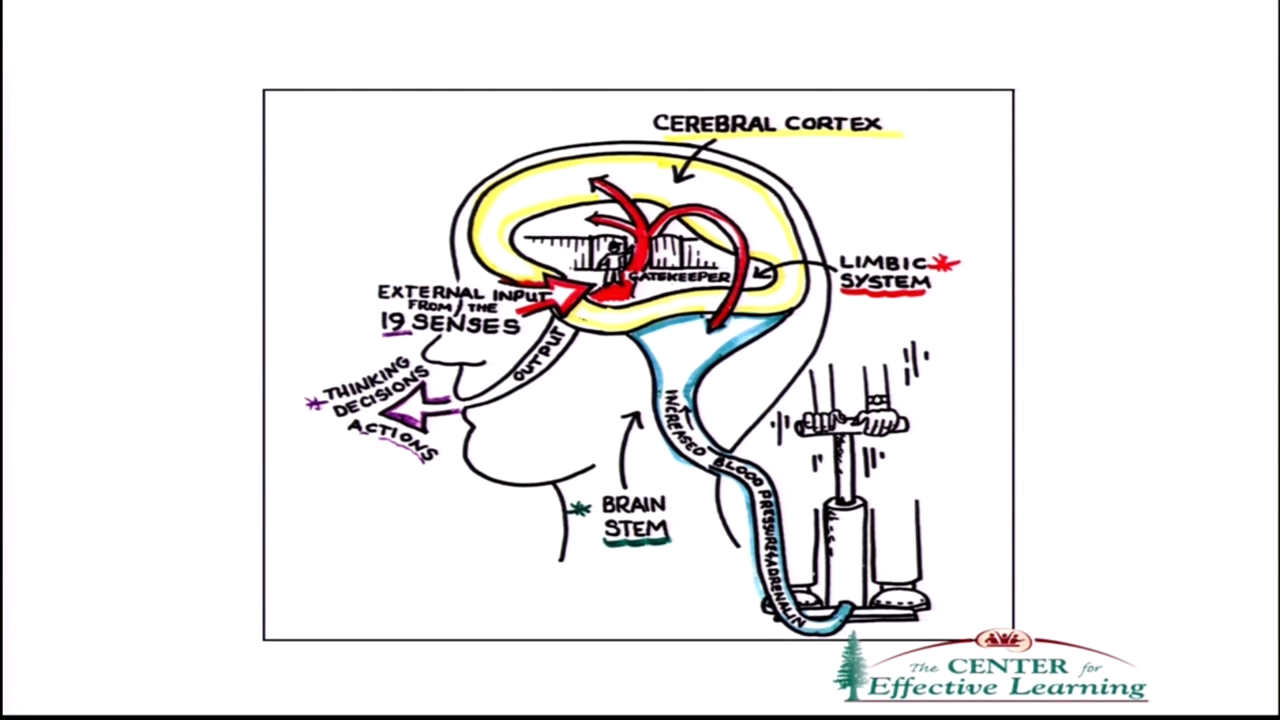 CEREBRAL CORTEX
LIMBIC
SYSTEM
GATEKEEPER
EXTERNAL INPUT
FROM THE
19 SENSES
OUTPUT
THINKING
DECISIONS
ACTIONS
INCREASED BLOOD PRESSURE & ADRENALIN
BRAIN
STEM
The CENTER for
Effective Learning